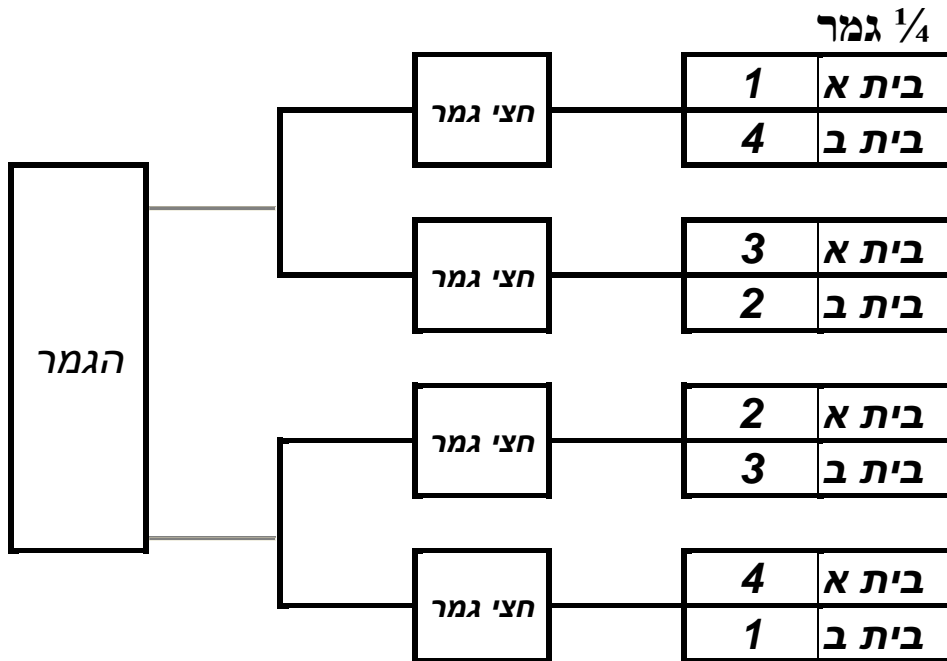 ¼ גמר
בית א 1
בית ב 4
חצי גמר
בית א 3
בית ב 2
חצי גמר
בית א 2
בית ב 3
חצי גמר
בית א 4
בית ב 1
חצי גמר
הגמר